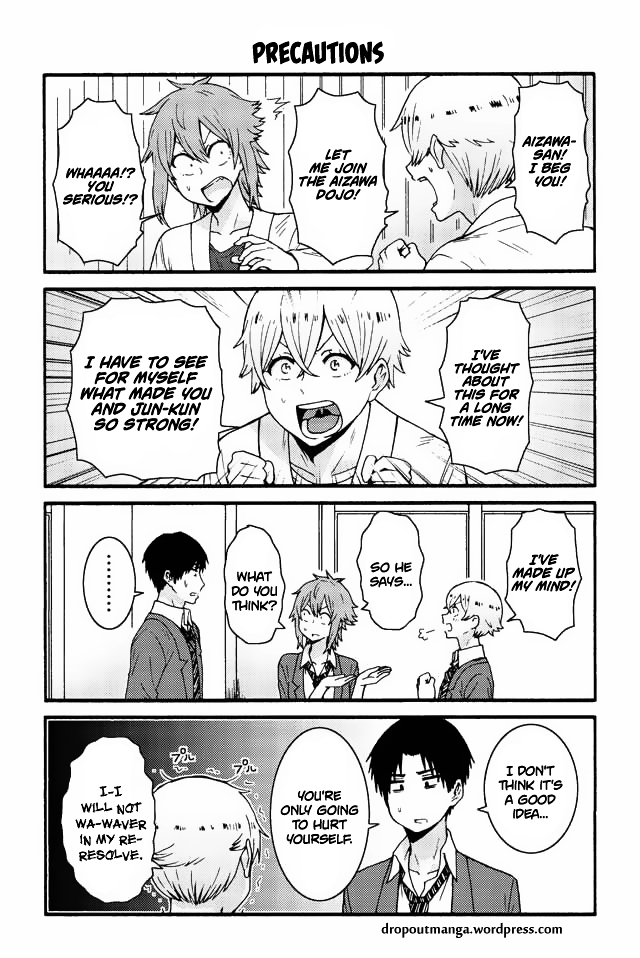 PRECAUTIONS
AIZAWA-
SAN!
I BEG
YOU!
LET
ME JOIN
THE AIZAWA
DOJO!
WHAAAA!?
YOU
SERIOUS!?
I'VE
THOUGHT
ABOUT
THIS FOR
A LONG
TIME NOW!
I HAVE TO SEE
FOR MYSELF
WHAT MADE YOU
AND JUN-KUN
SO STRONG!
I'VE
MADE UP
MY MIND!
SO HE
SAYS...
WHAT
DO YOU
THINK?
.........
I DON'T
THINK IT'S
A GOOD
IDEA...
YOU'RE
ONLY GOING
TO HURT
YOURSELF.
プル
プル
I-I
WILL NOT
WA-WAVER
IN MY RE-
RESOLVE.
dropoutmanga.wordpress.com